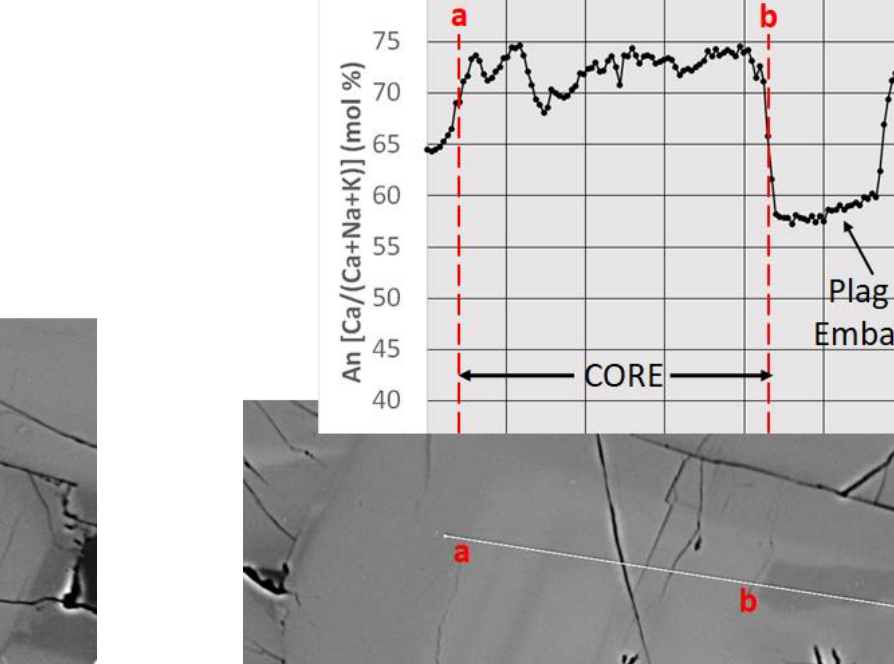 a
b
An [Ca/(Ca+Na+K)] (mol %)
75
70
65
60
55
50
45
40
Plag
Emba
CORE
a
b